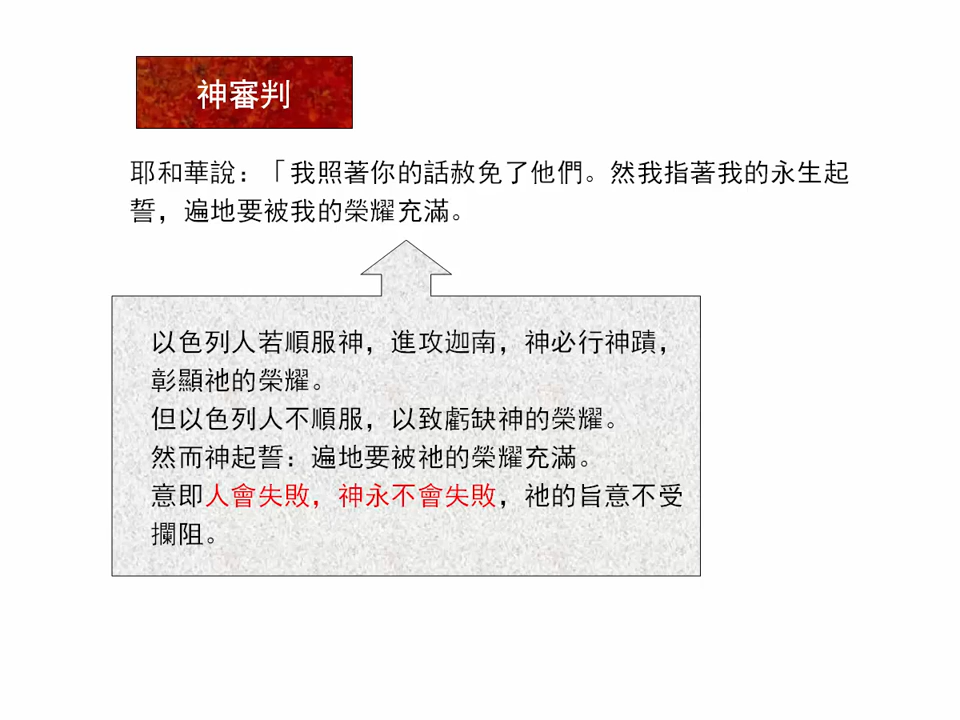 神審判
耶和華說：「我照著你的話赦免了他們。然我指著我的永生起
誓，遍地要被我的榮耀充滿。
以色列人若順服神，進攻迦南，神必行神蹟，
彰顯祂的榮耀。
但以色列人不順服，以致虧缺神的榮耀。
然而神起誓：遍地要被祂的榮耀充滿。
意即人會失敗，神永不會失敗，祂的旨意不受
攔阻。